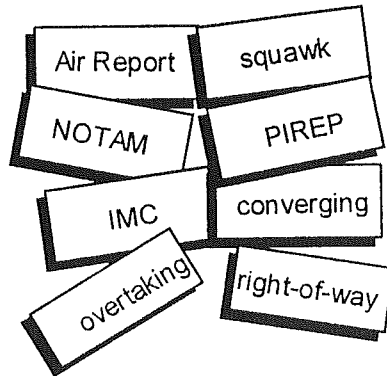 Air Report
squawk
NOTAM
PIREP
IMC
converging
overtaking
right-of-way